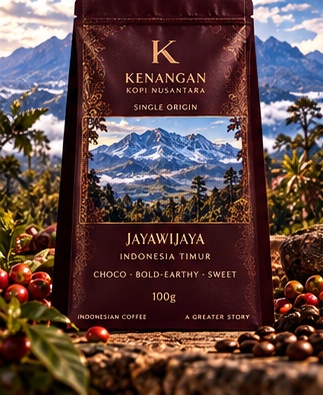 K
KENANGAN
KOPI NUSANTARA
SINGLE ORIGIN
JAYAWIJAYA
INDONESIA TIMUR
CHOCO · BOLD-EARTHY · SWEET
100g
INDONESIAN COFFEE
A GREATER STORY